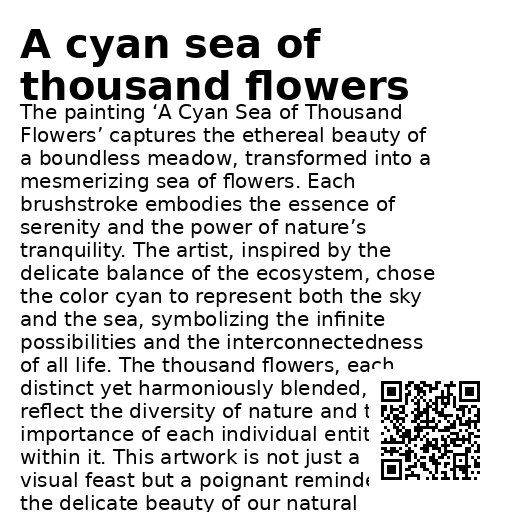 A cyan sea of
thousand flowers
The painting ‘A Cyan Sea of Thousand
Flowers’ captures the ethereal beauty of
a boundless meadow, transformed into a
mesmerizing sea of flowers. Each
brushstroke embodies the essence of
serenity and the power of nature’s
tranquility. The artist, inspired by the
delicate balance of the ecosystem, chose
the color cyan to represent both the sky
and the sea, symbolizing the infinite
possibilities and the interconnectedness
of all life. The thousand flowers, each
distinct yet harmoniously blended,
reflect the diversity of nature and
importance of each individual
within it. This artwork is not just a
visual feast but a poignant
the delicate beauty of our natural